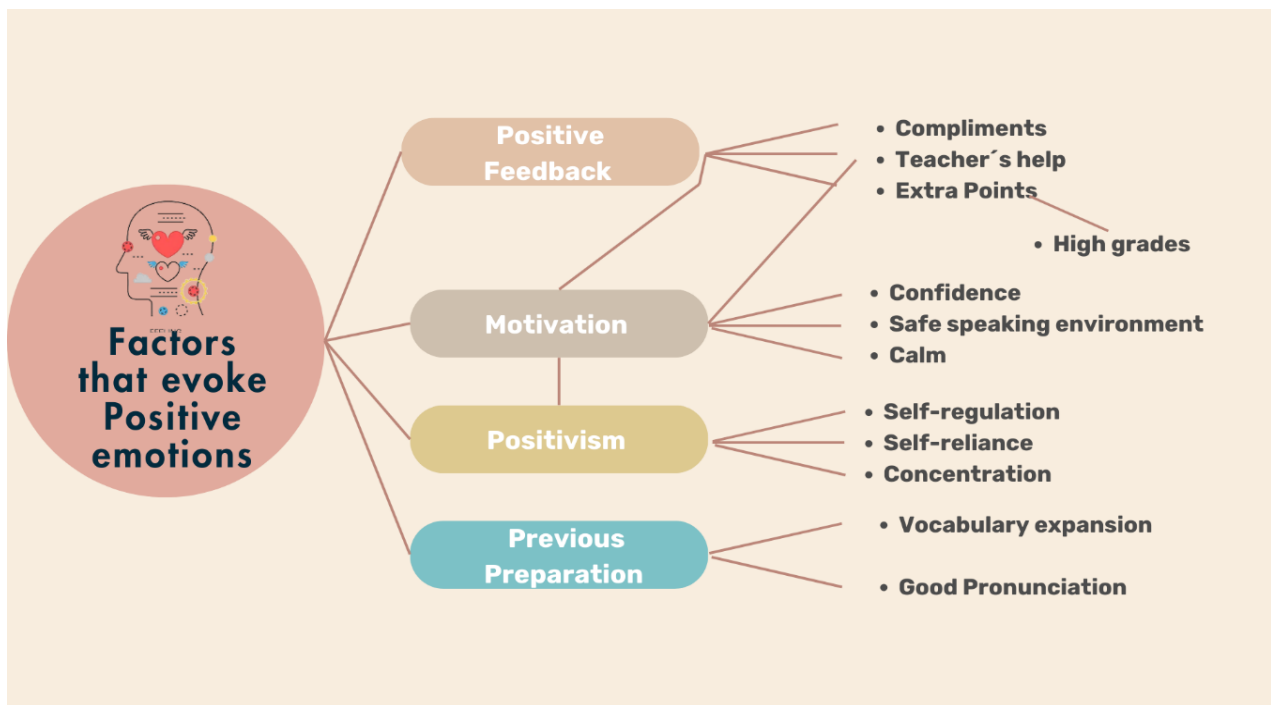 Factors
that evoke
Positive
emotions
Positive
Feedback
• Compliments
• Teacher´s help
• Extra Points
• High grades
Motivation
• Confidence
• Safe speaking environment
• Calm
Positivism
• Self-regulation
• Self-reliance
• Concentration
Previous
Preparation
• Vocabulary expansion
• Good Pronunciation